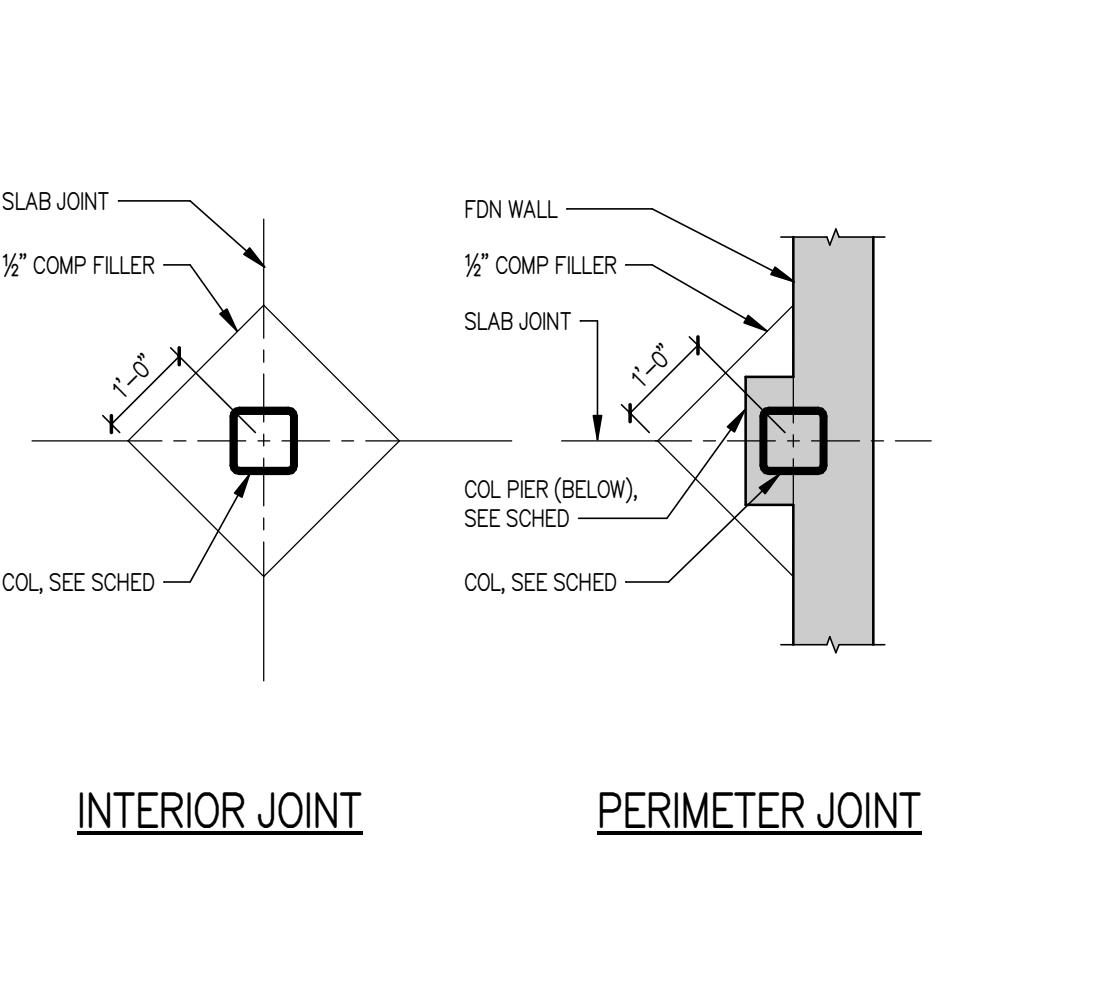 SLAB JOINT
½” COMP FILLER
1’-0”
COL, SEE SCHED
INTERIOR JOINT
FDN WALL
½” COMP FILLER
SLAB JOINT
1’-0”
COL PIER (BELOW),
SEE SCHED
COL, SEE SCHED
PERIMETER JOINT